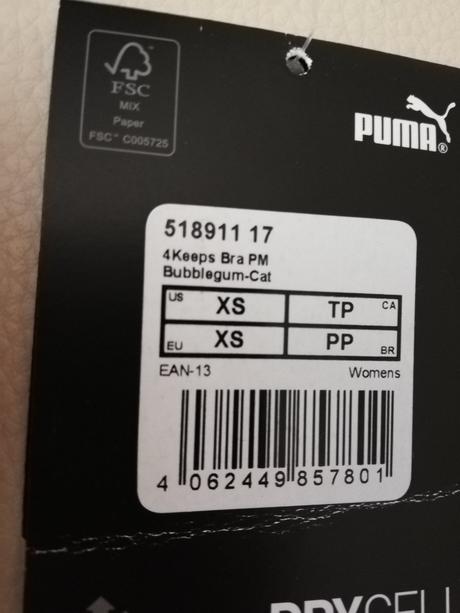 FSC
MIX
Paper
FSC™ C005725
PUMA®
518911 17
4Keeps Bra PM
Bubblegum-Cat
US XS TP CA
EU XS PP BR
EAN-13 Womens
4 062449 857801
DRYCELL